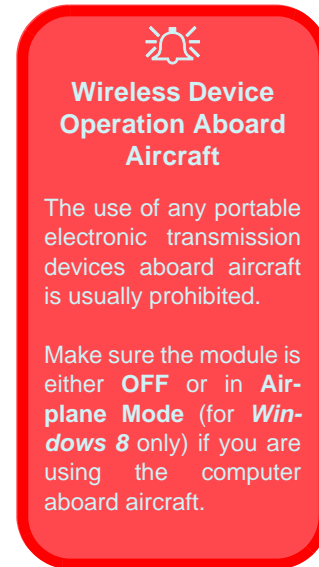 Wireless Device
Operation Aboard
Aircraft
The use of any portable
electronic transmission
devices aboard aircraft
is usually prohibited.
Make sure the module is
either OFF or in Air-
plane Mode (for Win-
dows 8 only) if you are
using the computer
aboard aircraft.